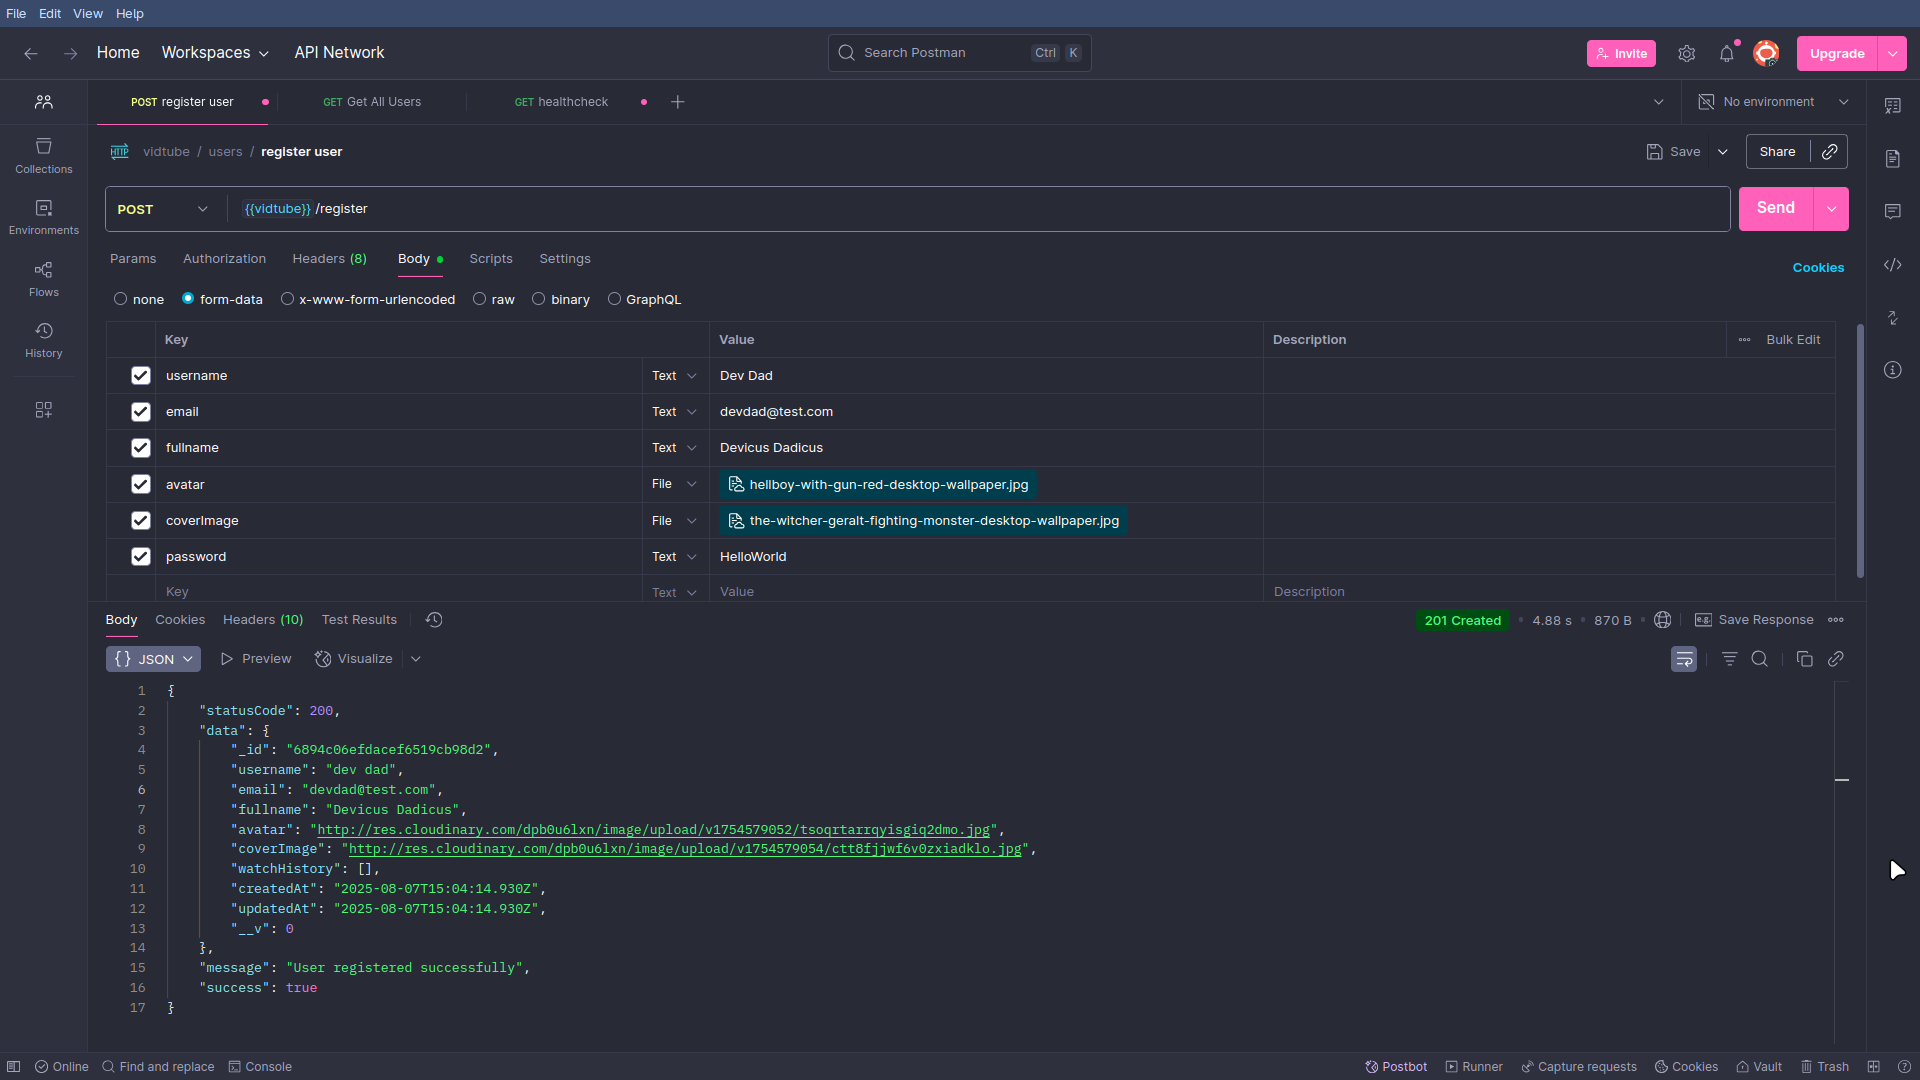 File Edit View Help
Home Workspaces API Network Search Postman Ctrl K Invite Upgrade
POST register user GET Get All Users GET healthcheck No environment
HTTP vidtube / users / register user Save Share
POST {{vidtube}}/register Send
Params Authorization Headers (8) Body Scripts Settings Cookies
none form-data x-www-form-urlencoded raw binary GraphQL
Collections
Environments
Flows
History
Key Value Description Bulk Edit
username Text Dev Dad
email Text devdad@test.com
fullname Text Devicus Dadicus
avatar File hellboy-with-gun-red-desktop-wallpaper.jpg
coverImage File the-witcher-geralt-fighting-monster-desktop-wallpaper.jpg
password Text HelloWorld
Key Text Value Description
Body Cookies Headers (10) Test Results 201 Created 4.88 s 870 B e.g. Save Response
{} JSON Preview Visualize
1 {
2 "statusCode": 200,
3 "data": {
4 "_id": "6894c06efdacef6519cb98d2",
5 "username": "dev dad",
6 "email": "devdad@test.com",
7 "fullname": "Devicus Dadicus",
8 "avatar": "http://res.cloudinary.com/dpb0u6lxn/image/upload/v1754579052/tsoqrtarrqyisgiq2dmo.jpg",
9 "coverImage": "http://res.cloudinary.com/dpb0u6lxn/image/upload/v1754579054/ctt8fjjwf6v0zxiadklo.jpg",
10 "watchHistory": [],
11 "createdAt": "2025-08-07T15:04:14.930Z",
12 "updatedAt": "2025-08-07T15:04:14.930Z",
13 "__v": 0
14 },
15 "message": "User registered successfully",
16 "success": true
17 }
Online Find and replace Console Postbot Runner Capture requests Cookies Vault Trash